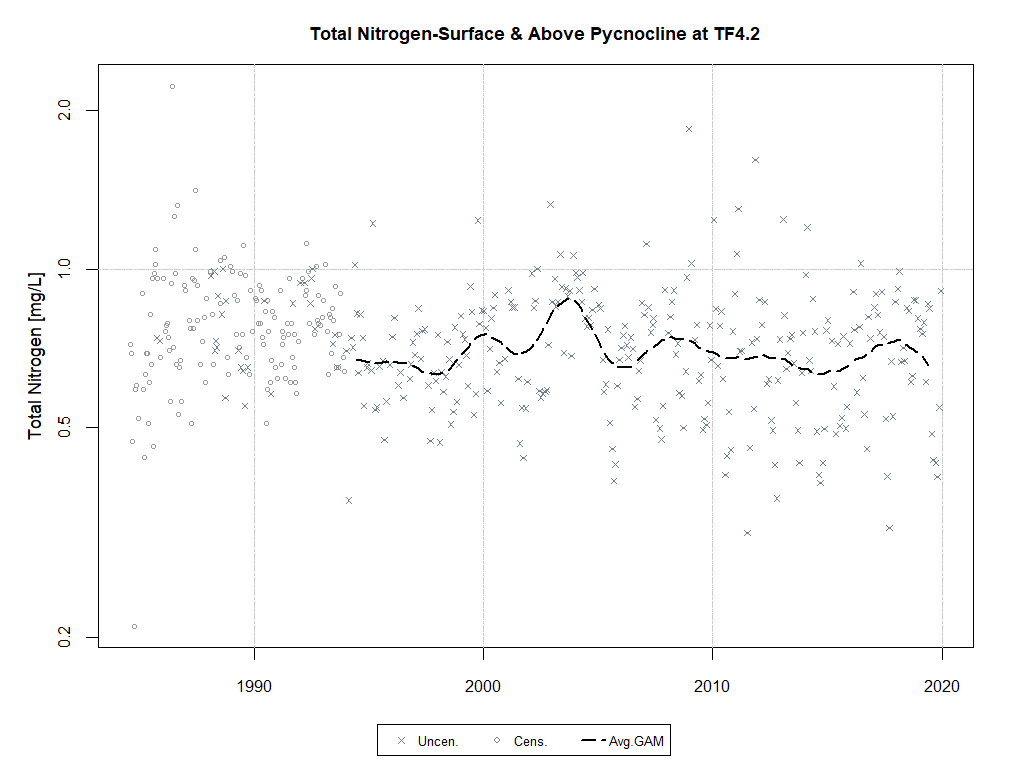 Total Nitrogen-Surface & Above Pycnocline at TF4.2
Total Nitrogen [mg/L]
2.0
1.0
0.5
0.2
1990 2000 2010 2020
Uncen. Cens. Avg.GAM